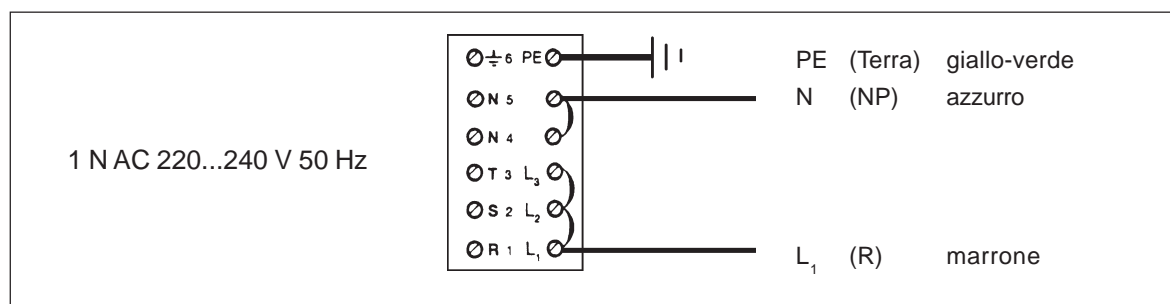 ⏚ 6 PE
PE (Terra) giallo-verde
N 5
N (NP) azzurro
N 4
1 N AC 220...240 V 50 Hz
T 3 L₃
S 2 L₂
R 1 L₁
L₁ (R) marrone